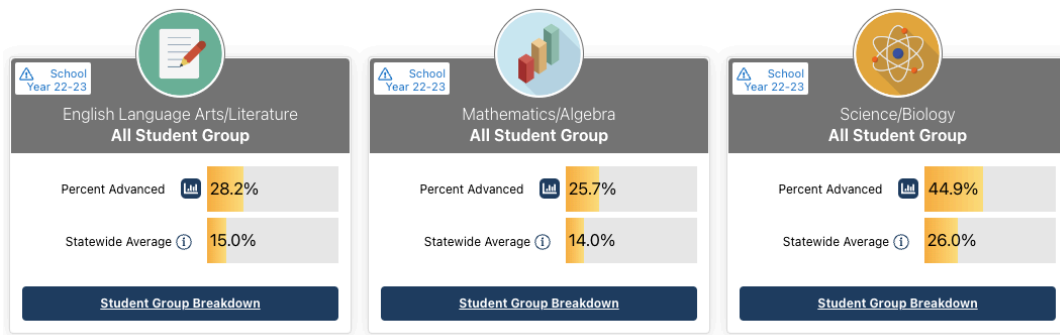 School
Year 22-23
English Language Arts/Literature
All Student Group
Percent Advanced
28.2%
Statewide Average
15.0%
Student Group Breakdown
School
Year 22-23
Mathematics/Algebra
All Student Group
Percent Advanced
25.7%
Statewide Average
14.0%
Student Group Breakdown
School
Year 22-23
Science/Biology
All Student Group
Percent Advanced
44.9%
Statewide Average
26.0%
Student Group Breakdown